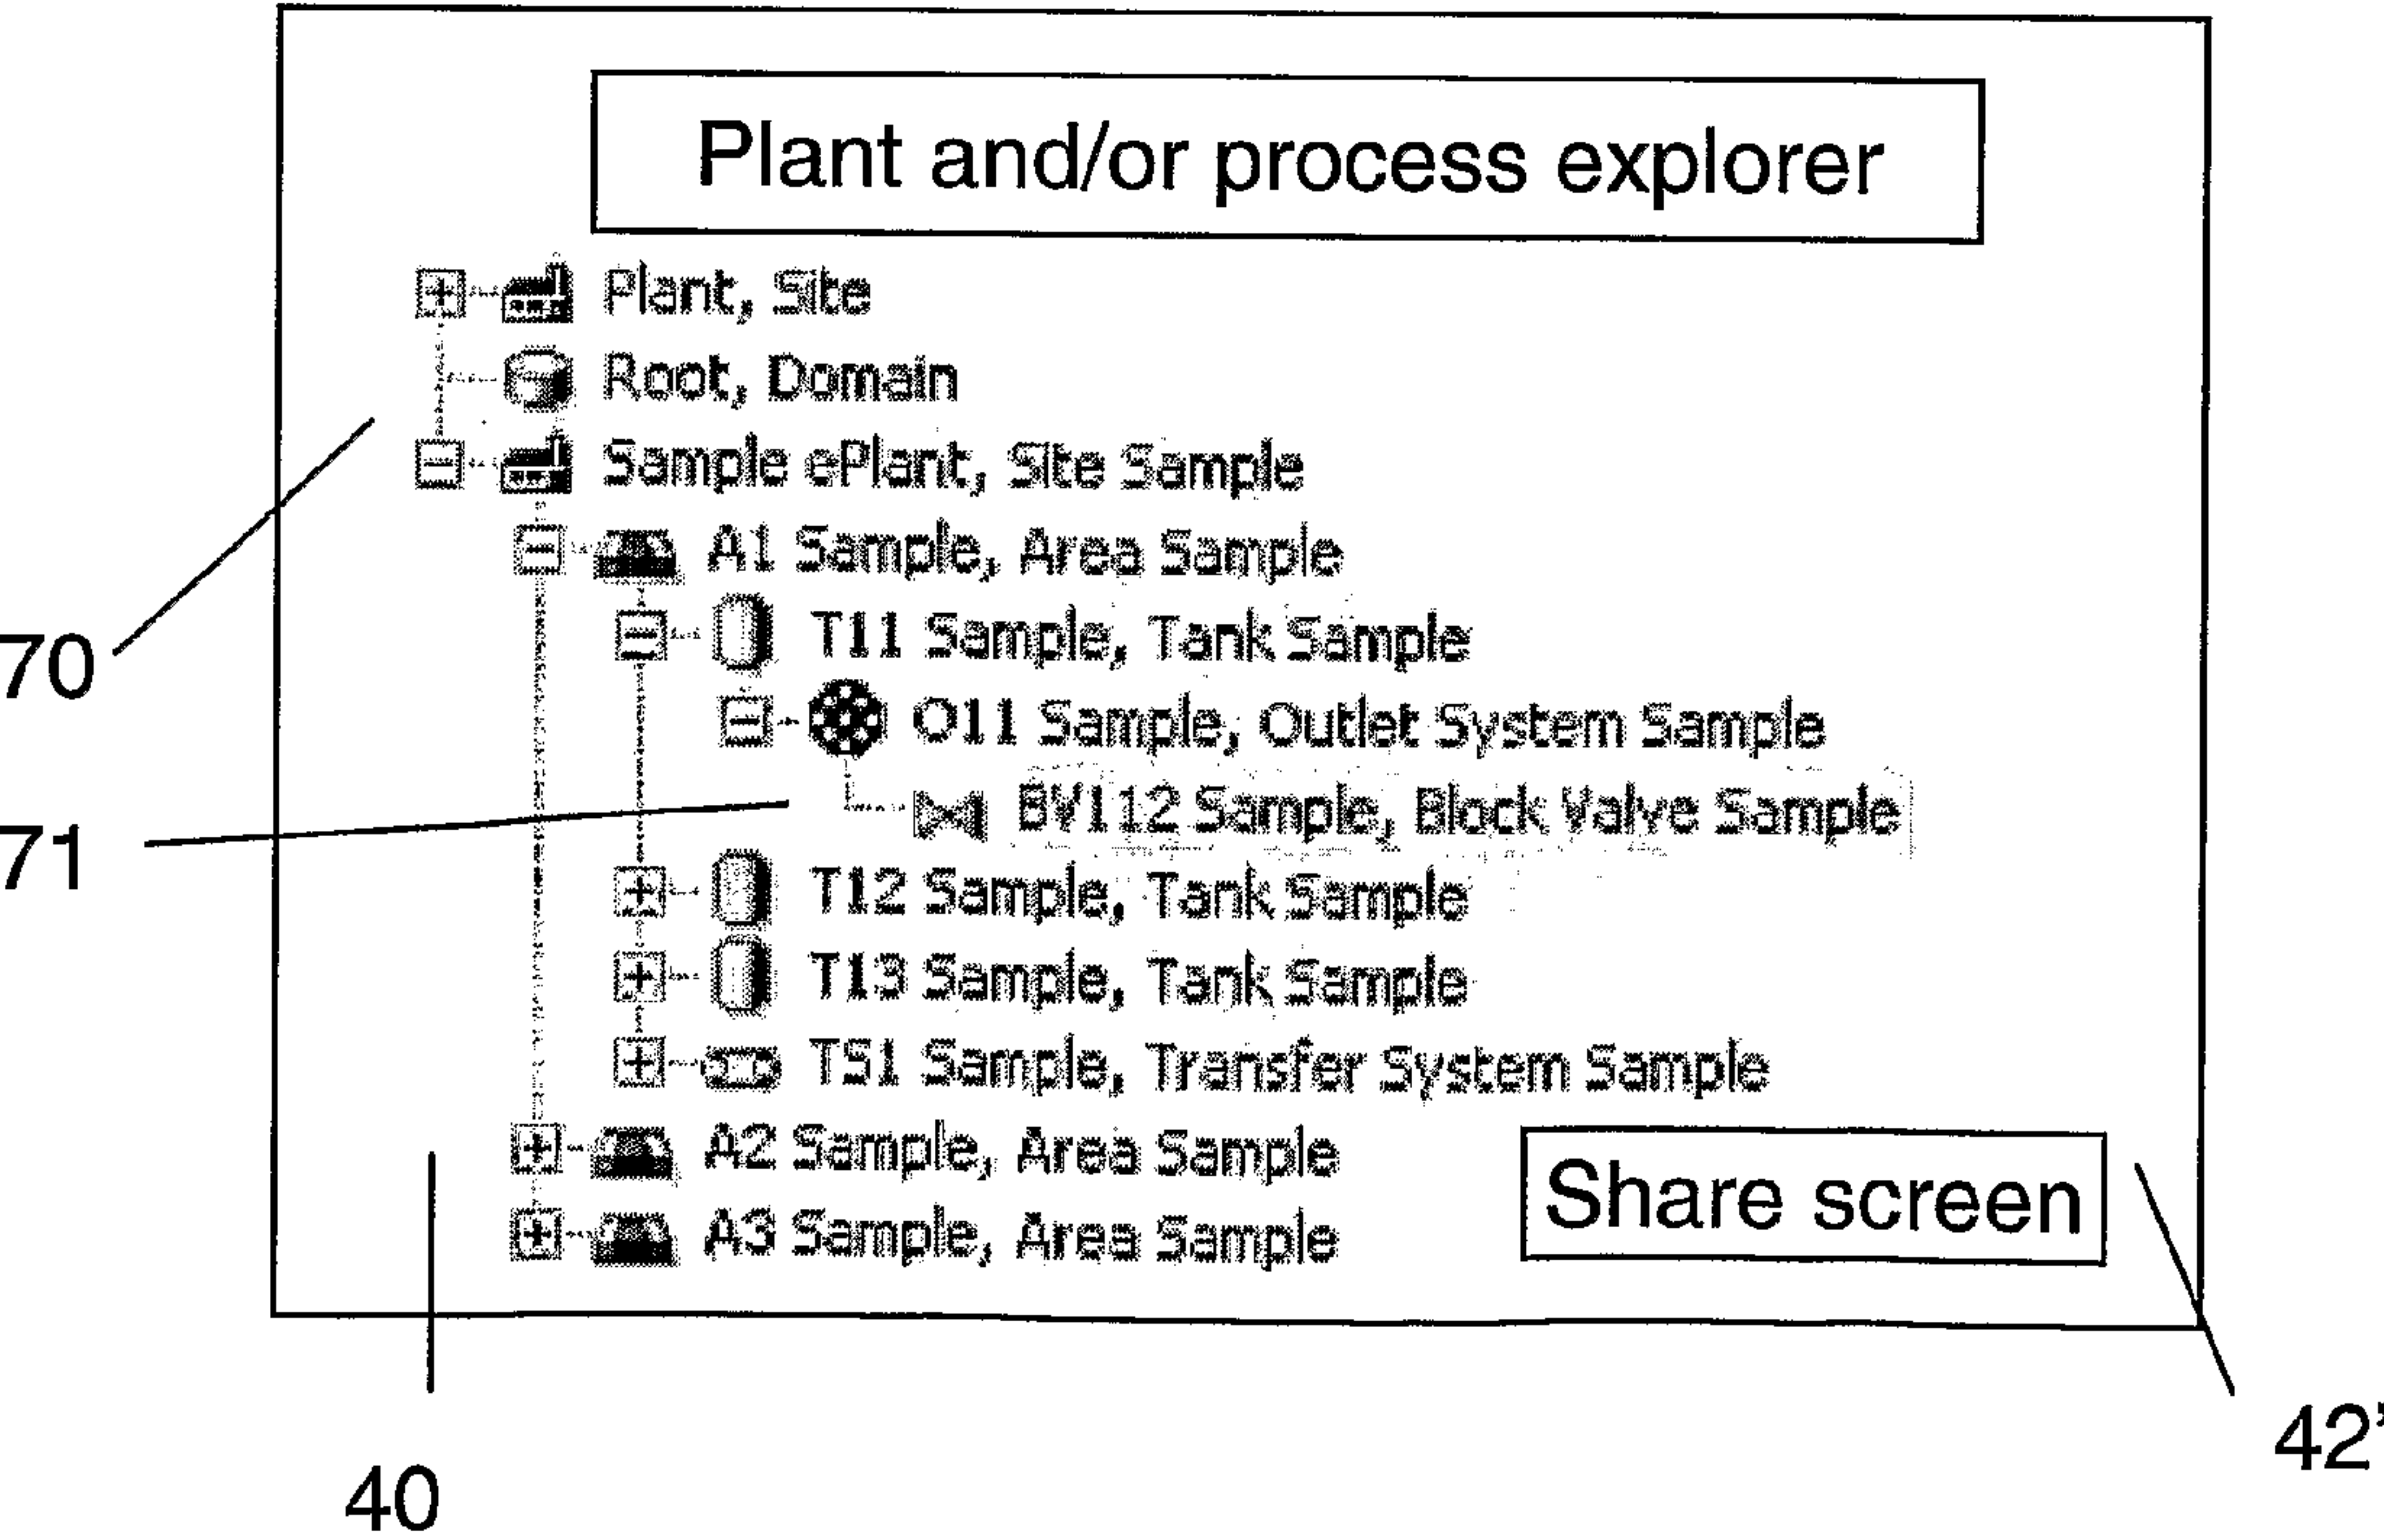 Plant and/or process explorer
Plant, Site
Root, Domain
Sample ePlant, Site Sample
A1 Sample, Area Sample
T11 Sample, Tank Sample
70
O11 Sample, Outlet System Sample
BV112 Sample, Block Valve Sample
71
T12 Sample, Tank Sample
T13 Sample, Tank Sample
TS1 Sample, Transfer System Sample
A2 Sample, Area Sample
Share screen
A3 Sample, Area Sample
42'
40